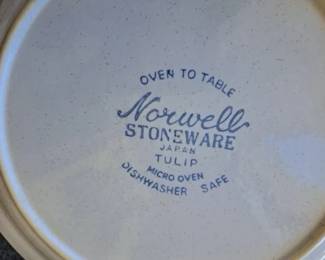 OVEN TO TABLE
Norwell
STONEWARE
JAPAN
TULIP
MICRO OVEN
DISHWASHER SAFE